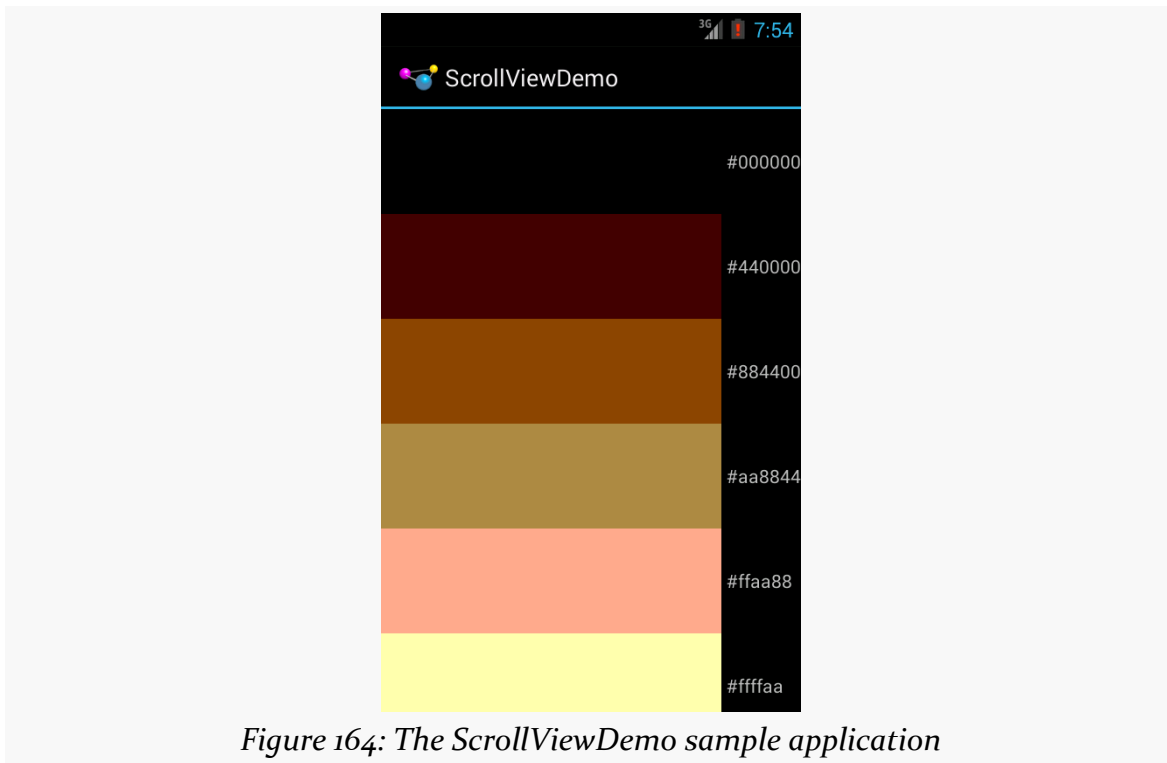 3G 7:54
ScrollViewDemo
#000000
#440000
#884400
#aa8844
#ffaa88
#ffffaa
Figure 164: The ScrollViewDemo sample application